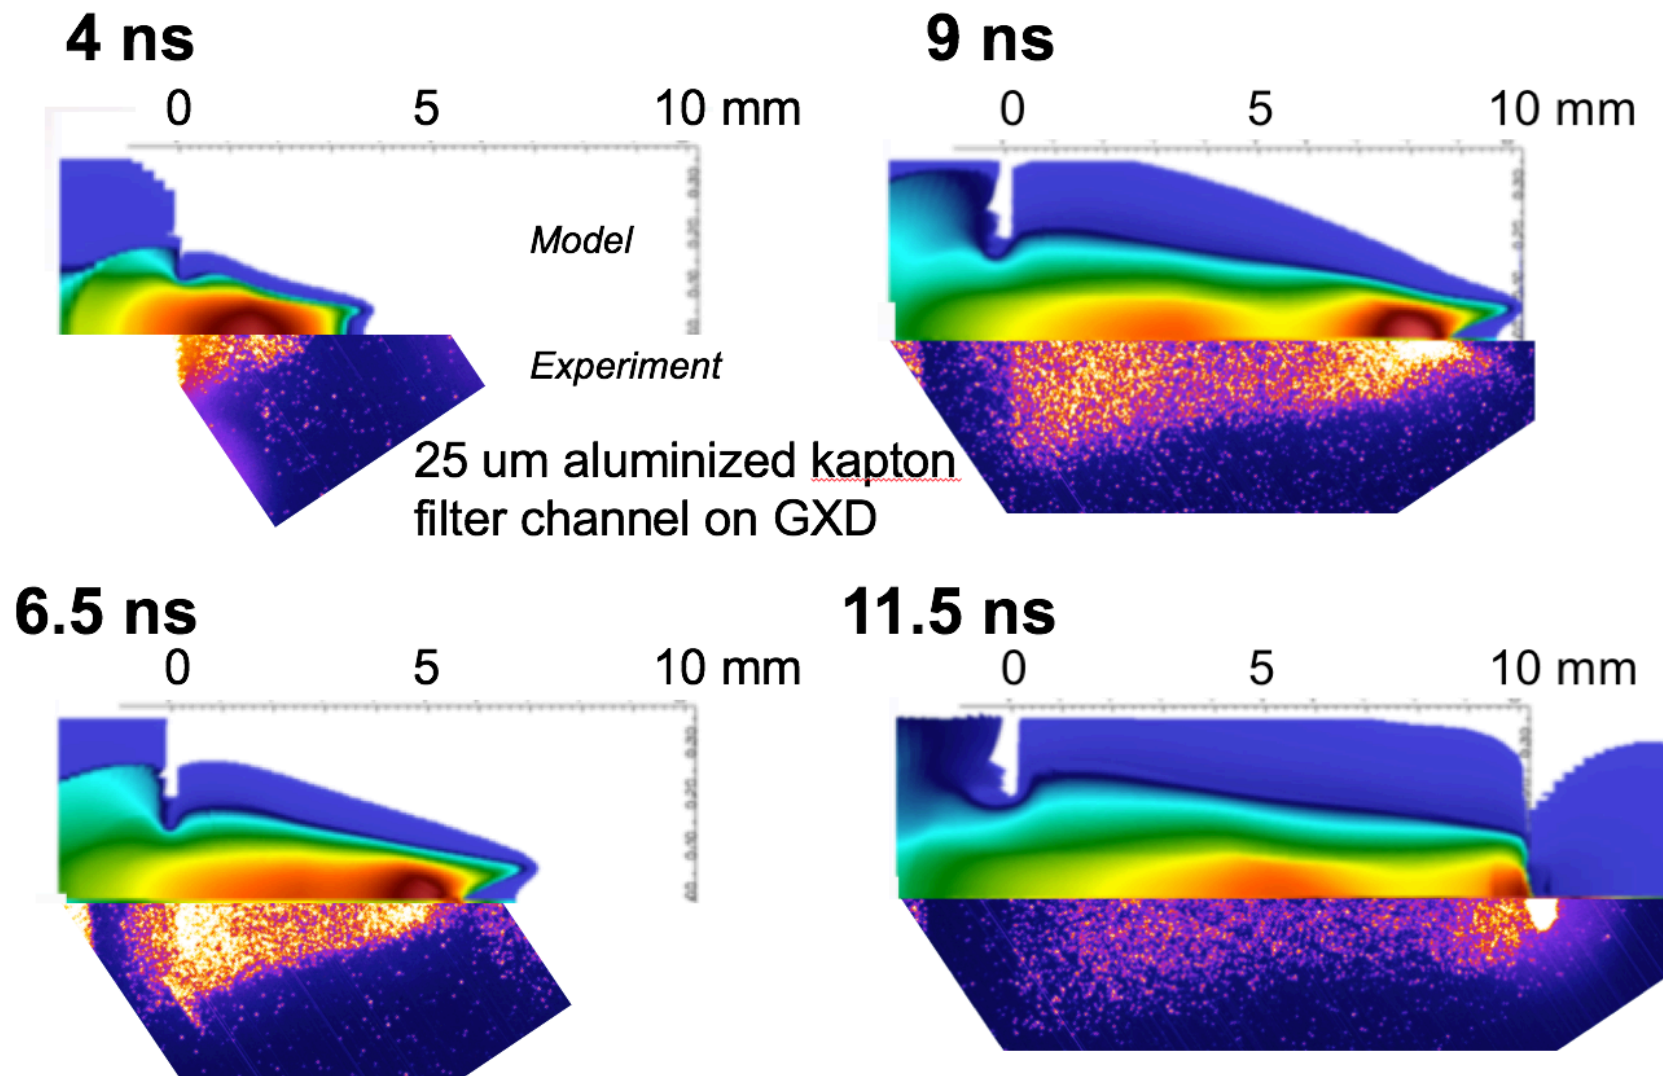 4 ns
9 ns
0 5 10 mm
0 5 10 mm
Model
Experiment
25 um aluminized kapton
filter channel on GXD
6.5 ns
11.5 ns
0 5 10 mm
0 5 10 mm